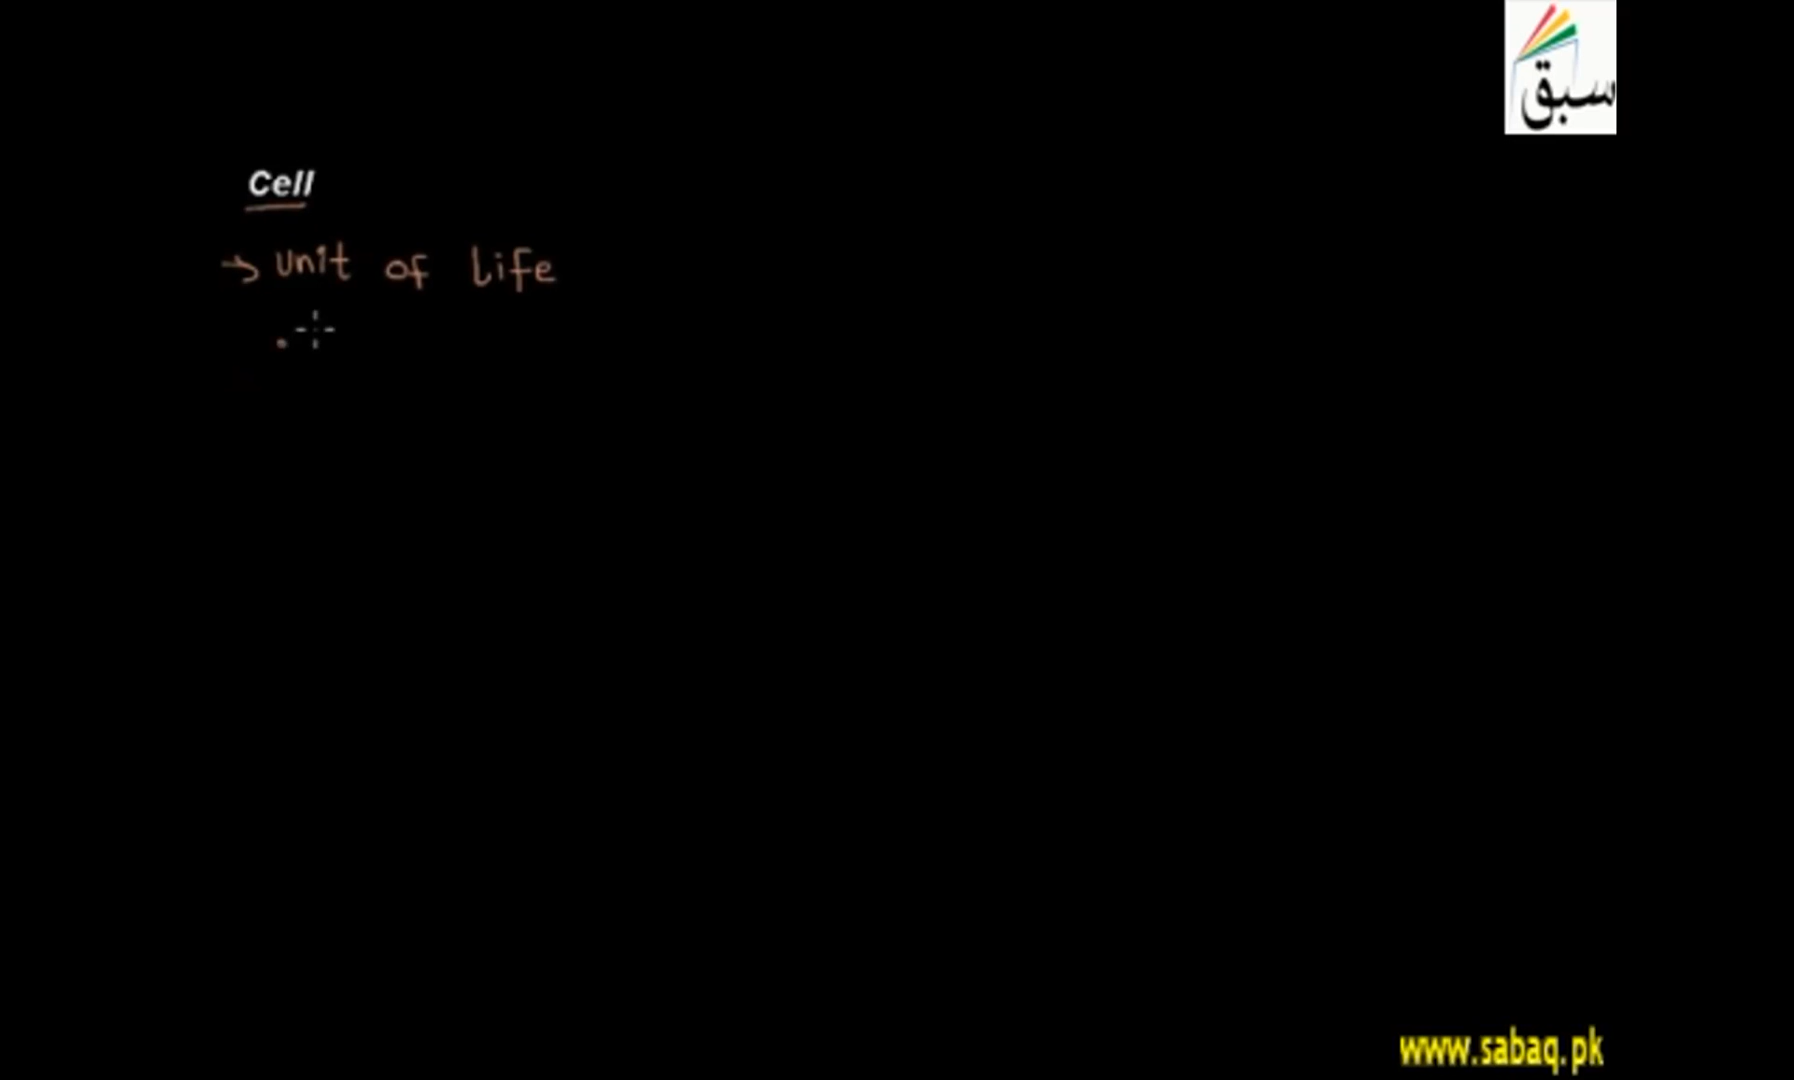 سبق
Cell
→ unit of Life
www.sabaq.pk